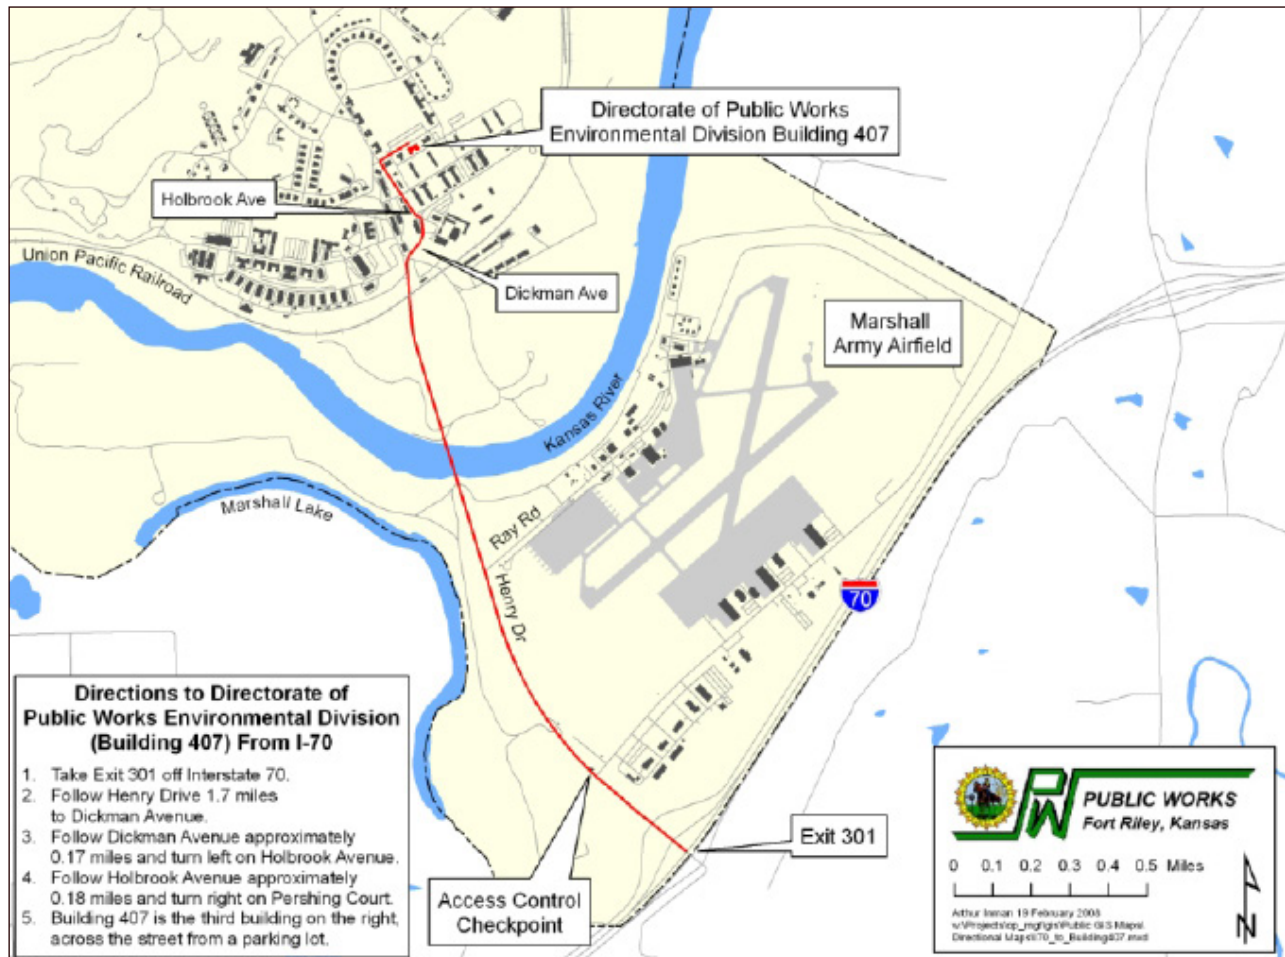 Directorate of Public Works
Environmental Division Building 407
Holbrook Ave
Union Pacific Railroad
Dickman Ave
Marshall
Army Airfield
Kansas River
Marshall Lake
Ray Rd
Henry Dr
70
Directions to Directorate of
Public Works Environmental Division
(Building 407) From I-70
1. Take Exit 301 off Interstate 70.
2. Follow Henry Drive 1.7 miles
to Dickman Avenue.
3. Follow Dickman Avenue approximately
0.17 miles and turn left on Holbrook Avenue.
4. Follow Holbrook Avenue approximately
0.18 miles and turn right on Pershing Court.
5. Building 407 is the third building on the right,
across the street from a parking lot.
Access Control
Checkpoint
Exit 301
PW
PUBLIC WORKS
Fort Riley, Kansas
0 0.1 0.2 0.3 0.4 0.5 Miles
N
Arthur Inman 19 February 2008